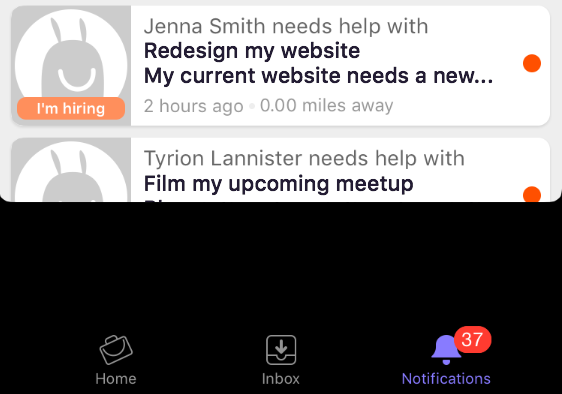 Jenna Smith needs help with
Redesign my website
My current website needs a new...
I'm hiring
2 hours ago 0.00 miles away
Tyrion Lannister needs help with
Film my upcoming meetup
37
Home
Inbox
Notifications